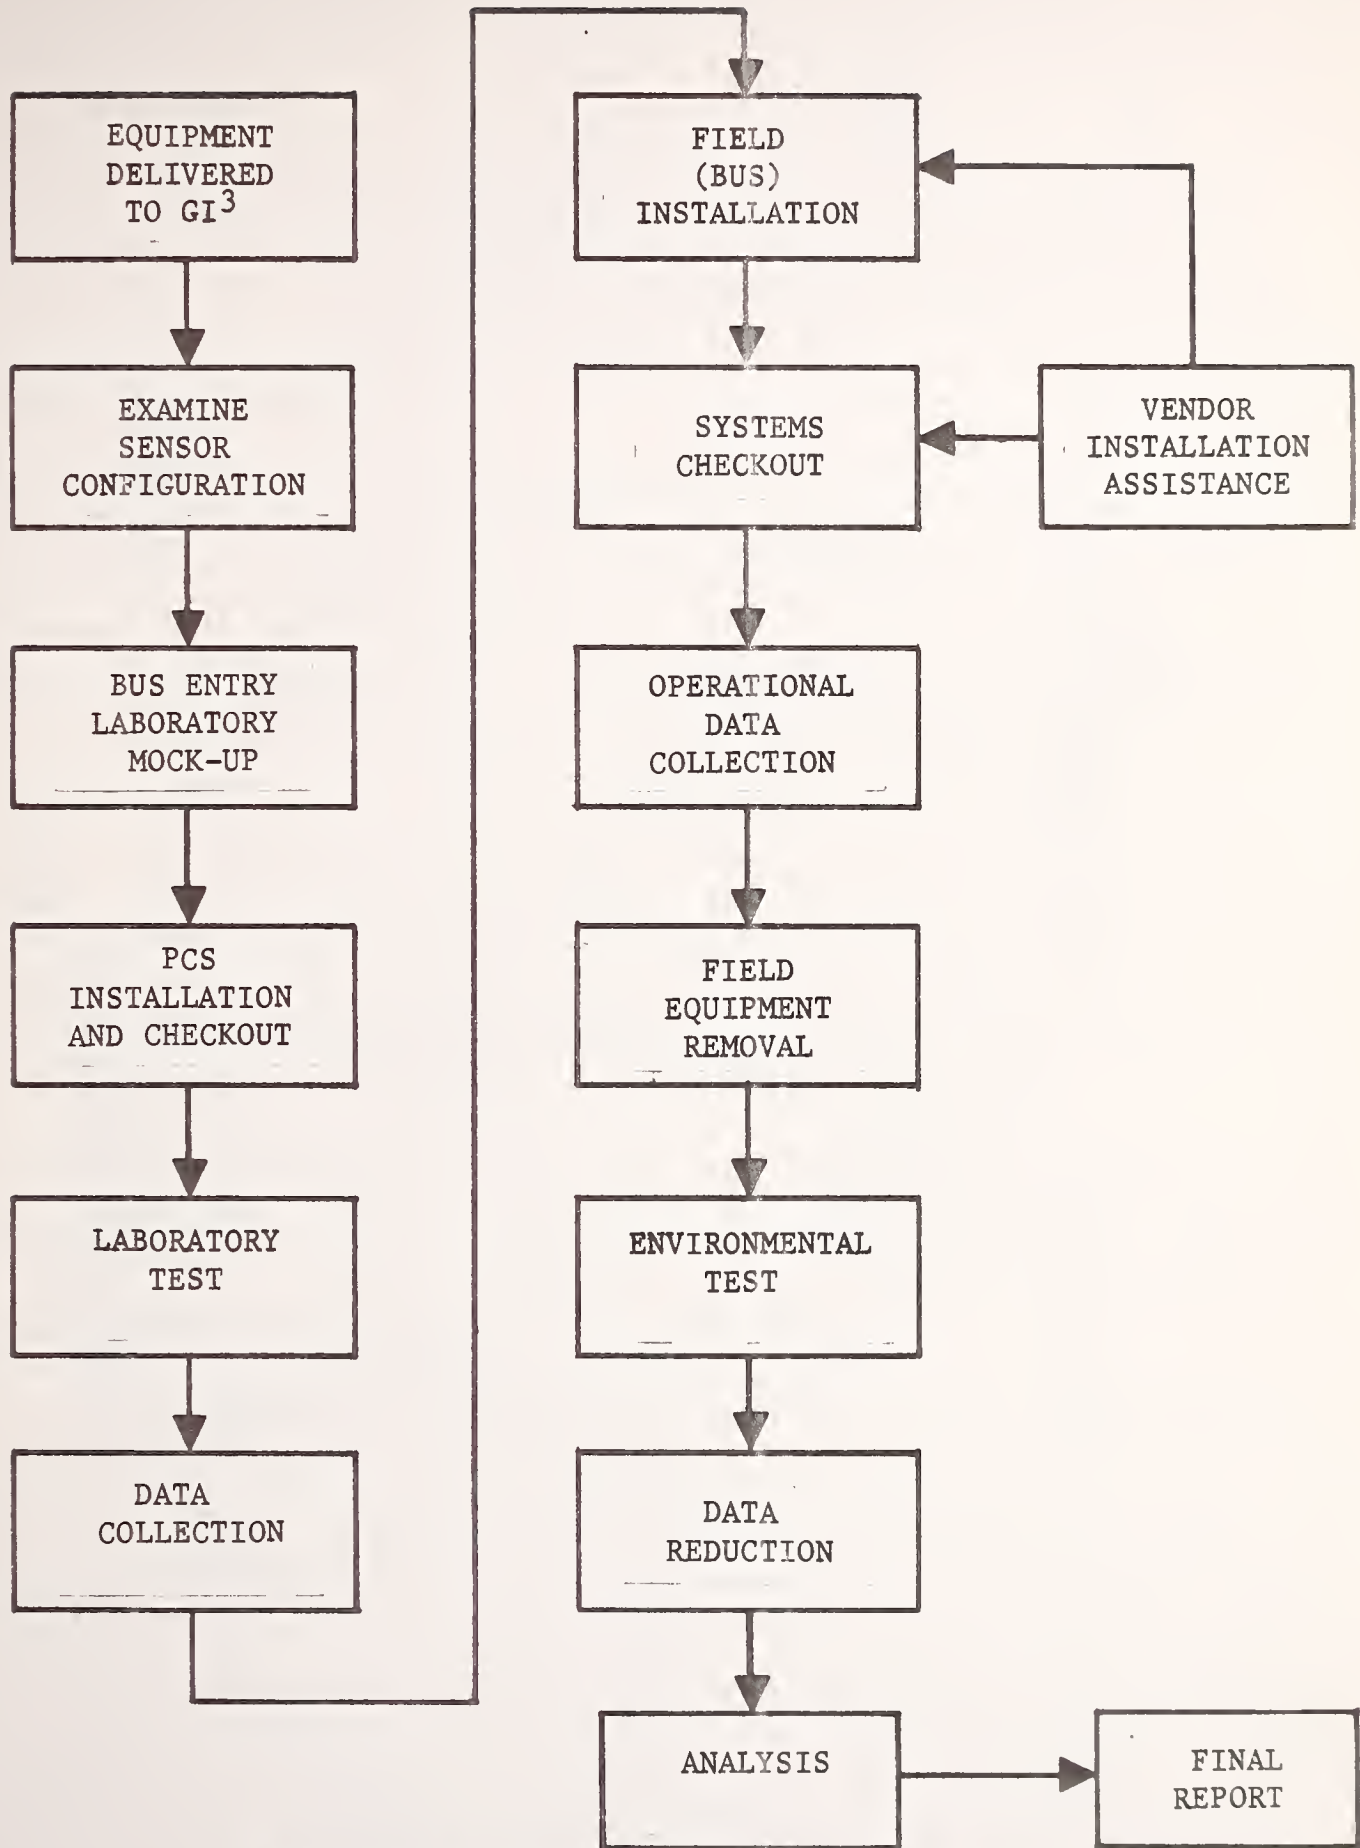 EQUIPMENT
DELIVERED
TO GI³
EXAMINE
SENSOR
CONFIGURATION
BUS ENTRY
LABORATORY
MOCK-UP
PCS
INSTALLATION
AND CHECKOUT
LABORATORY
TEST
DATA
COLLECTION
FIELD
(BUS)
INSTALLATION
SYSTEMS
CHECKOUT
VENDOR
INSTALLATION
ASSISTANCE
OPERATIONAL
DATA
COLLECTION
FIELD
EQUIPMENT
REMOVAL
ENVIRONMENTAL
TEST
DATA
REDUCTION
ANALYSIS
FINAL
REPORT